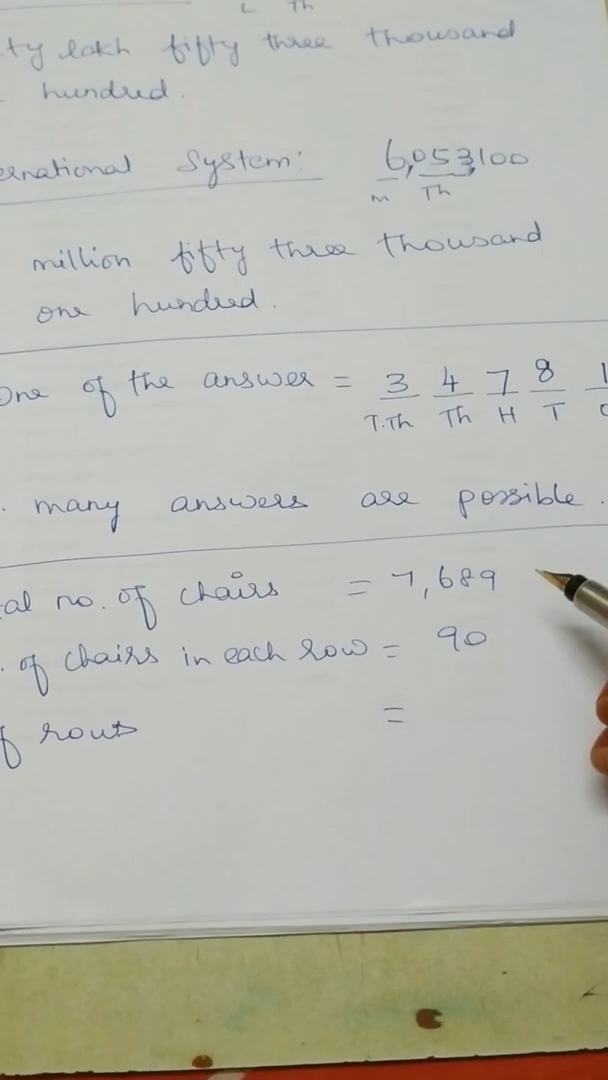 L Th
ty lakh fifty three thousand
hundred.
ernational System: 6,053,100
m Th
million fifty three thousand
one hundred.
One of the answer = 3 4 7 8 1
T.Th Th H T
many answers are possible.
al no. of chairs = 7,689
. of chairs in each row = 90
f rows =